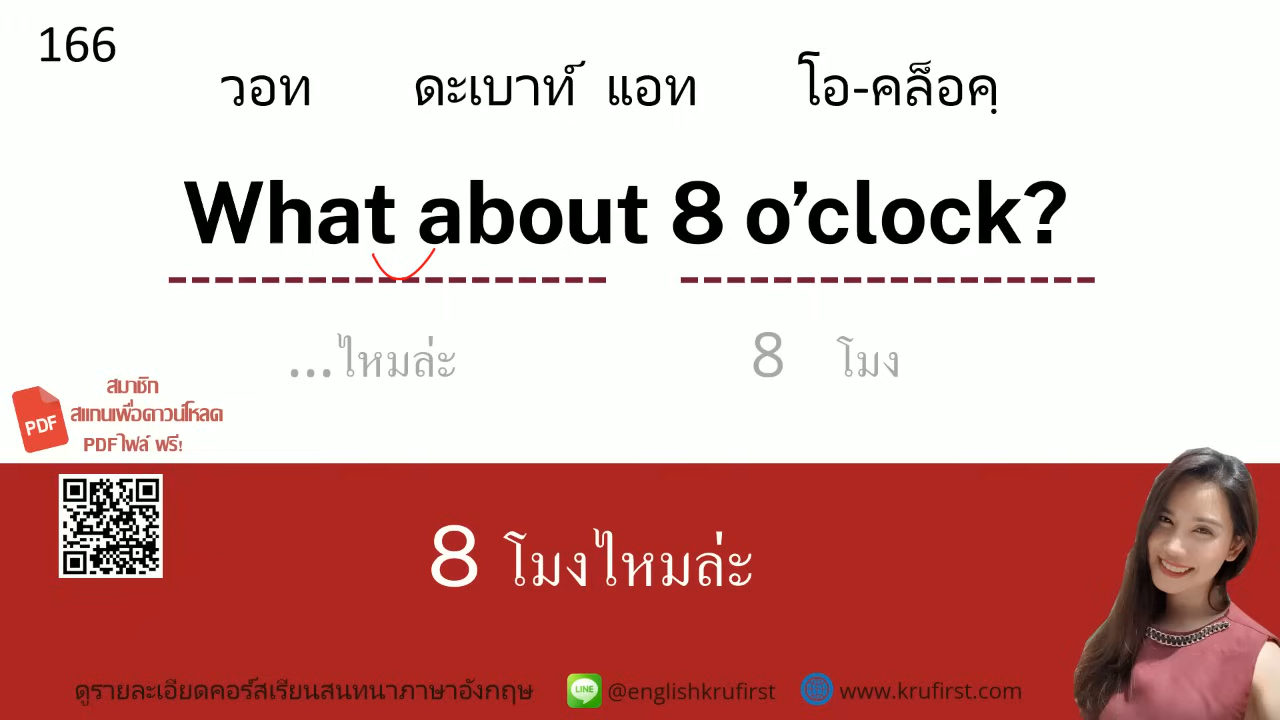 166
วอท ดะเบาท์ แอท โอ-คล็อคฺ
What about 8 o’clock?
...ไหมล่ะ 8 โมง
สมาชิก
สแกนเพื่อดาวน์โหลด
PDF ไฟล์ ฟรี!
PDF
8 โมงไหมล่ะ
ดูรายละเอียดคอร์สเรียนสนทนาภาษาอังกฤษ LINE @englishkrufirst www.krufirst.com